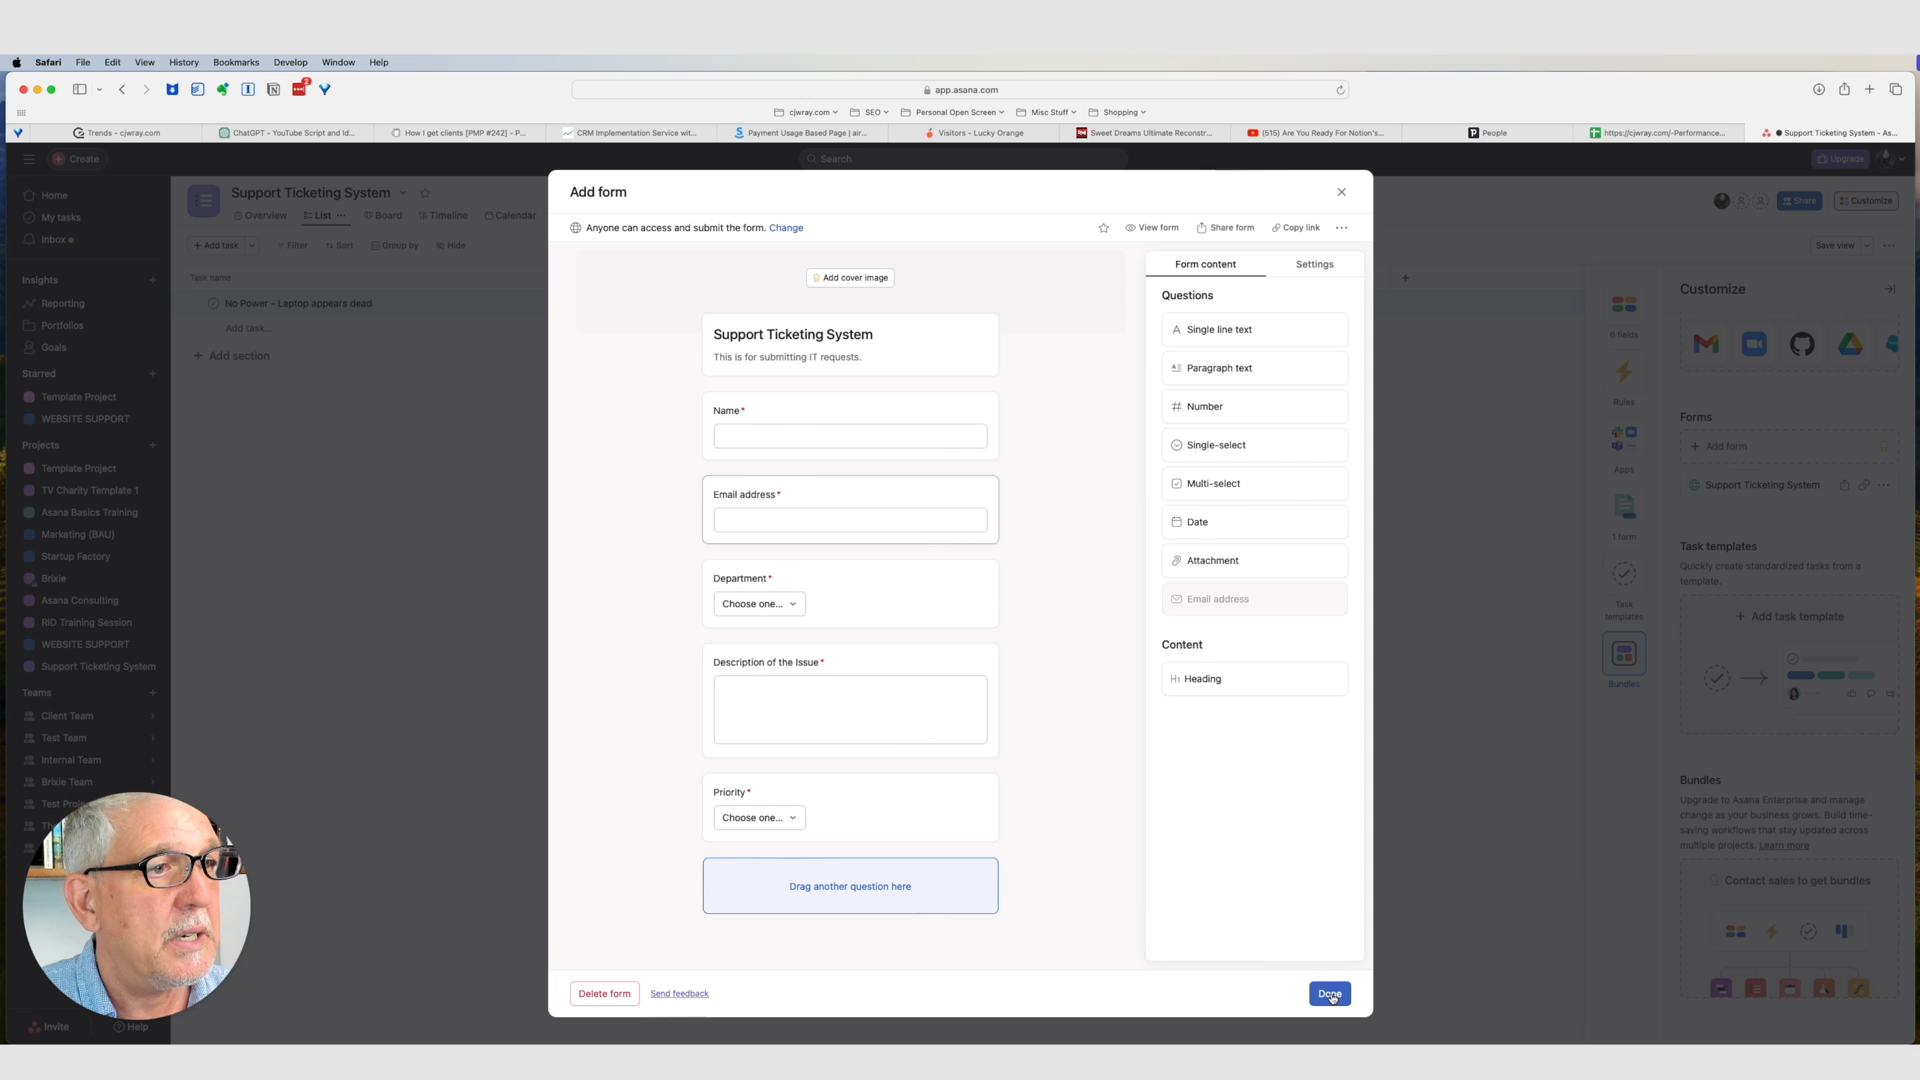 Safari File Edit View History Bookmarks Develop Window Help
2
app.asana.com
cjwray.com SEO Personal Open Screen Misc Stuff Shopping
Trends - cjwray.com ChatGPT - YouTube Script and Id... How I get clients [PMP #242] - P... CRM Implementation Service wit... Payment Usage Based Page | air... Visitors - Lucky Orange Sweet Dreams Ultimate Reconstr... (515) Are You Ready For Notion's... People https://cjwray.com/-Performance... Support Ticketing System - As...
Create
Search
Upgrade
Home
My tasks
Inbox
Insights
Reporting
Portfolios
Goals
Starred
Template Project
WEBSITE SUPPORT
Projects
Template Project
TV Charity Template 1
Asana Basics Training
Marketing (BAU)
Startup Factory
Brixie
Asana Consulting
RID Training Session
WEBSITE SUPPORT
Support Ticketing System
Teams
Client Team
Test Team
Internal Team
Brixie Team
Invite
Help
Support Ticketing System
Overview List Board Timeline Calendar
Share
Customize
Add task Filter Sort Group by Hide
Save view
Task name
No Power - Laptop appears dead
Add task...
Add section
Add form
Anyone can access and submit the form. Change
View form Share form Copy link
Add cover image
Support Ticketing System
This is for submitting IT requests.
Name*
Email address*
Department*
Choose one...
Description of the Issue*
Priority*
Choose one...
Drag another question here
Delete form Send feedback
Done
Form content Settings
Questions
Single line text
Paragraph text
Number
Single-select
Multi-select
Date
Attachment
Email address
Content
H1 Heading
6 fields
Rules
Apps
1 form
Task templates
Bundles
Customize
Forms
Add form
Support Ticketing System
Task templates
Quickly create standardized tasks from a
template.
Add task template
Bundles
Upgrade to Asana Enterprise and manage
change as your business grows. Build time-
saving workflows that stay updated across
multiple projects. Learn more
Contact sales to get bundles